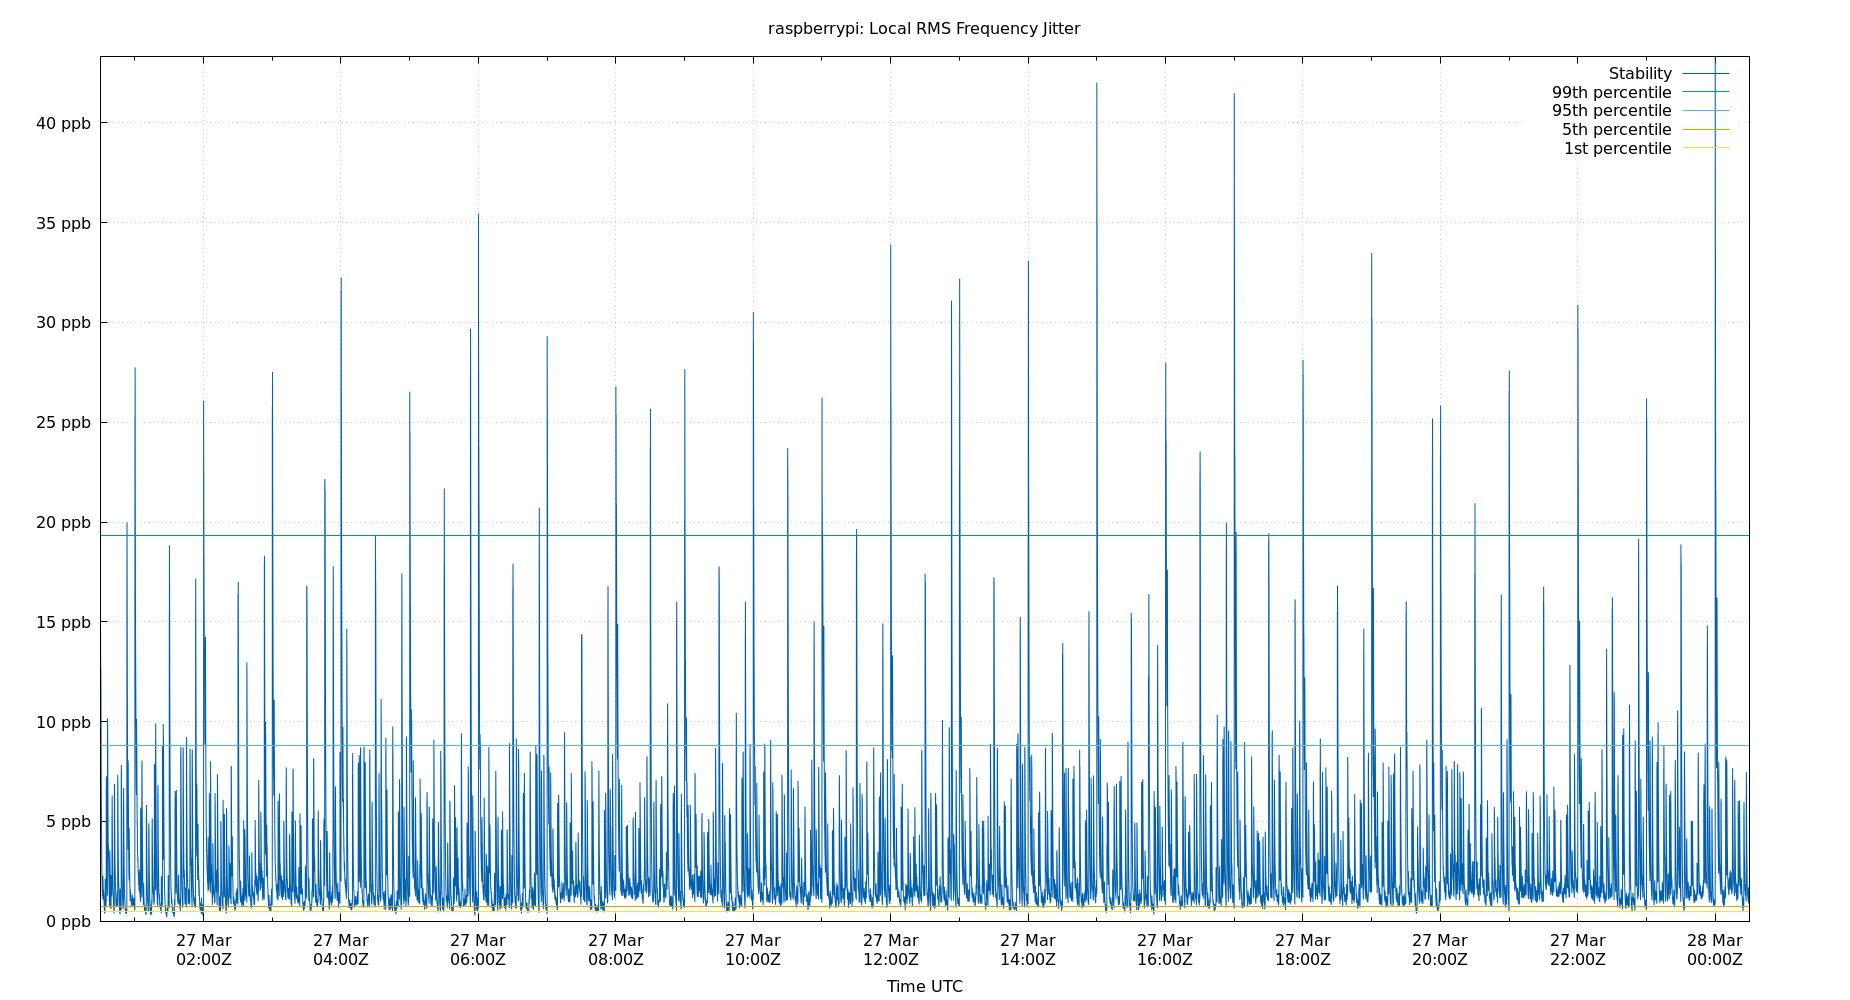 raspberrypi: Local RMS Frequency Jitter
Stability
99th percentile
95th percentile
5th percentile
1st percentile
40 ppb
35 ppb
30 ppb
25 ppb
20 ppb
15 ppb
10 ppb
5 ppb
0 ppb
27 Mar 27 Mar 27 Mar 27 Mar 27 Mar 27 Mar 27 Mar 27 Mar 27 Mar 27 Mar 27 Mar 28 Mar
02:00Z 04:00Z 06:00Z 08:00Z 10:00Z 12:00Z 14:00Z 16:00Z 18:00Z 20:00Z 22:00Z 00:00Z
Time UTC